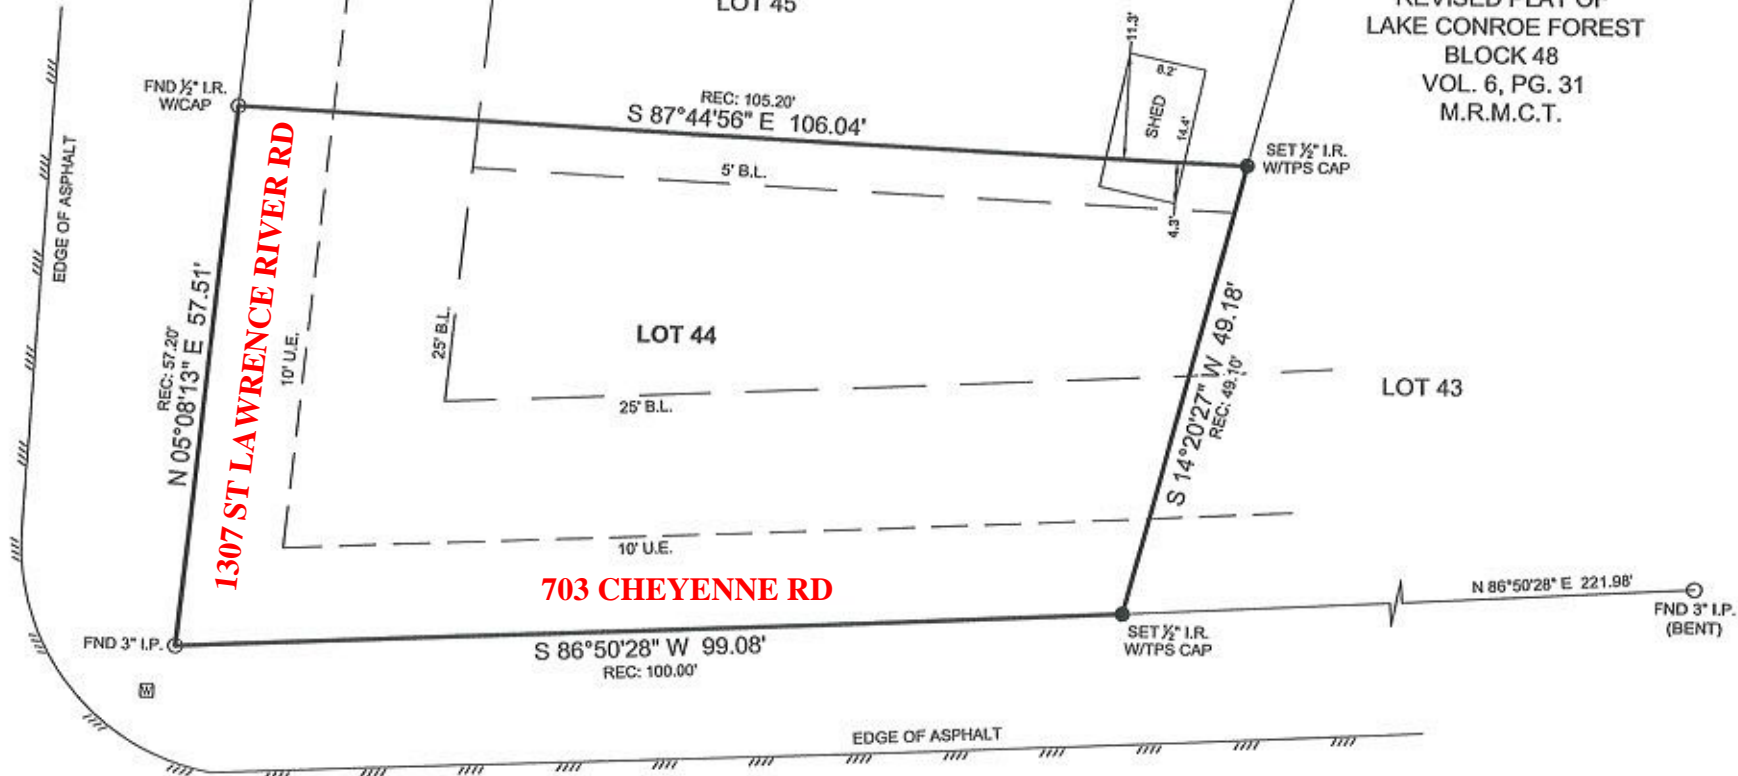 LOT 45
REVISED PLAT OF
LAKE CONROE FOREST
BLOCK 48
VOL. 6, PG. 31
M.R.M.C.T.
11.3'
8.2'
SHED
14.4'
4.3'
FND ½" I.R.
W/CAP
REC: 105.20'
S 87°44'56" E 106.04'
SET ½" I.R.
W/TPS CAP
5' B.L.
EDGE OF ASPHALT
REC: 57.20'
N 05°08'13" E 57.51'
1307 ST LAWRENCE RIVER RD
10' U.E.
25' B.L.
LOT 44
25' B.L.
S 14°20'27" W 49.18'
REC: 49.10'
LOT 43
10' U.E.
703 CHEYENNE RD
N 86°50'28" E 221.98'
FND 3" I.P.
(BENT)
FND 3" I.P.
S 86°50'28" W 99.08'
REC: 100.00'
SET ½" I.R.
W/TPS CAP
W
EDGE OF ASPHALT